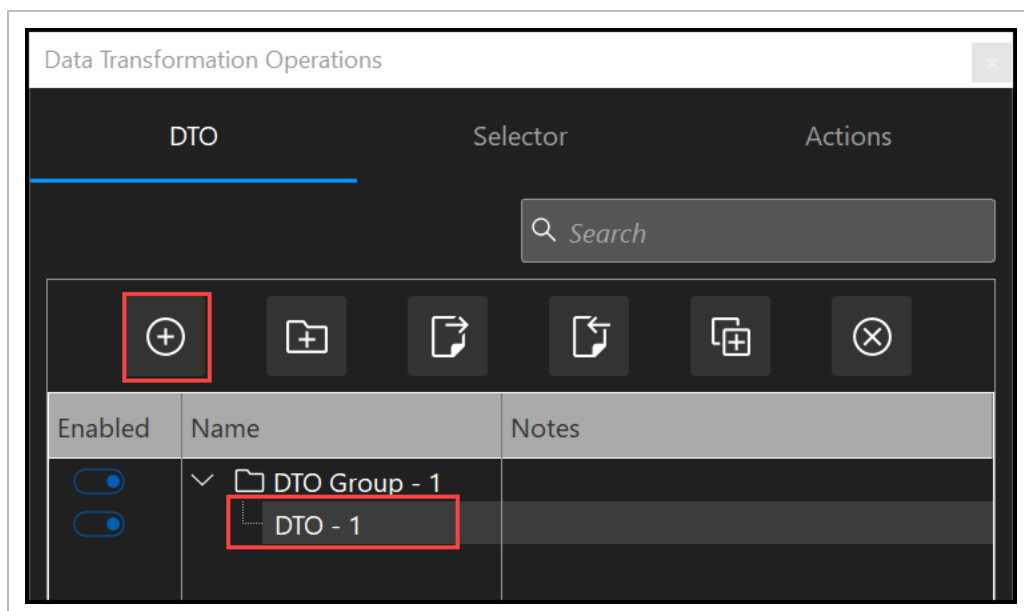 Data Transformation Operations
DTO Selector Actions
Search
Enabled Name Notes
DTO Group - 1
DTO - 1